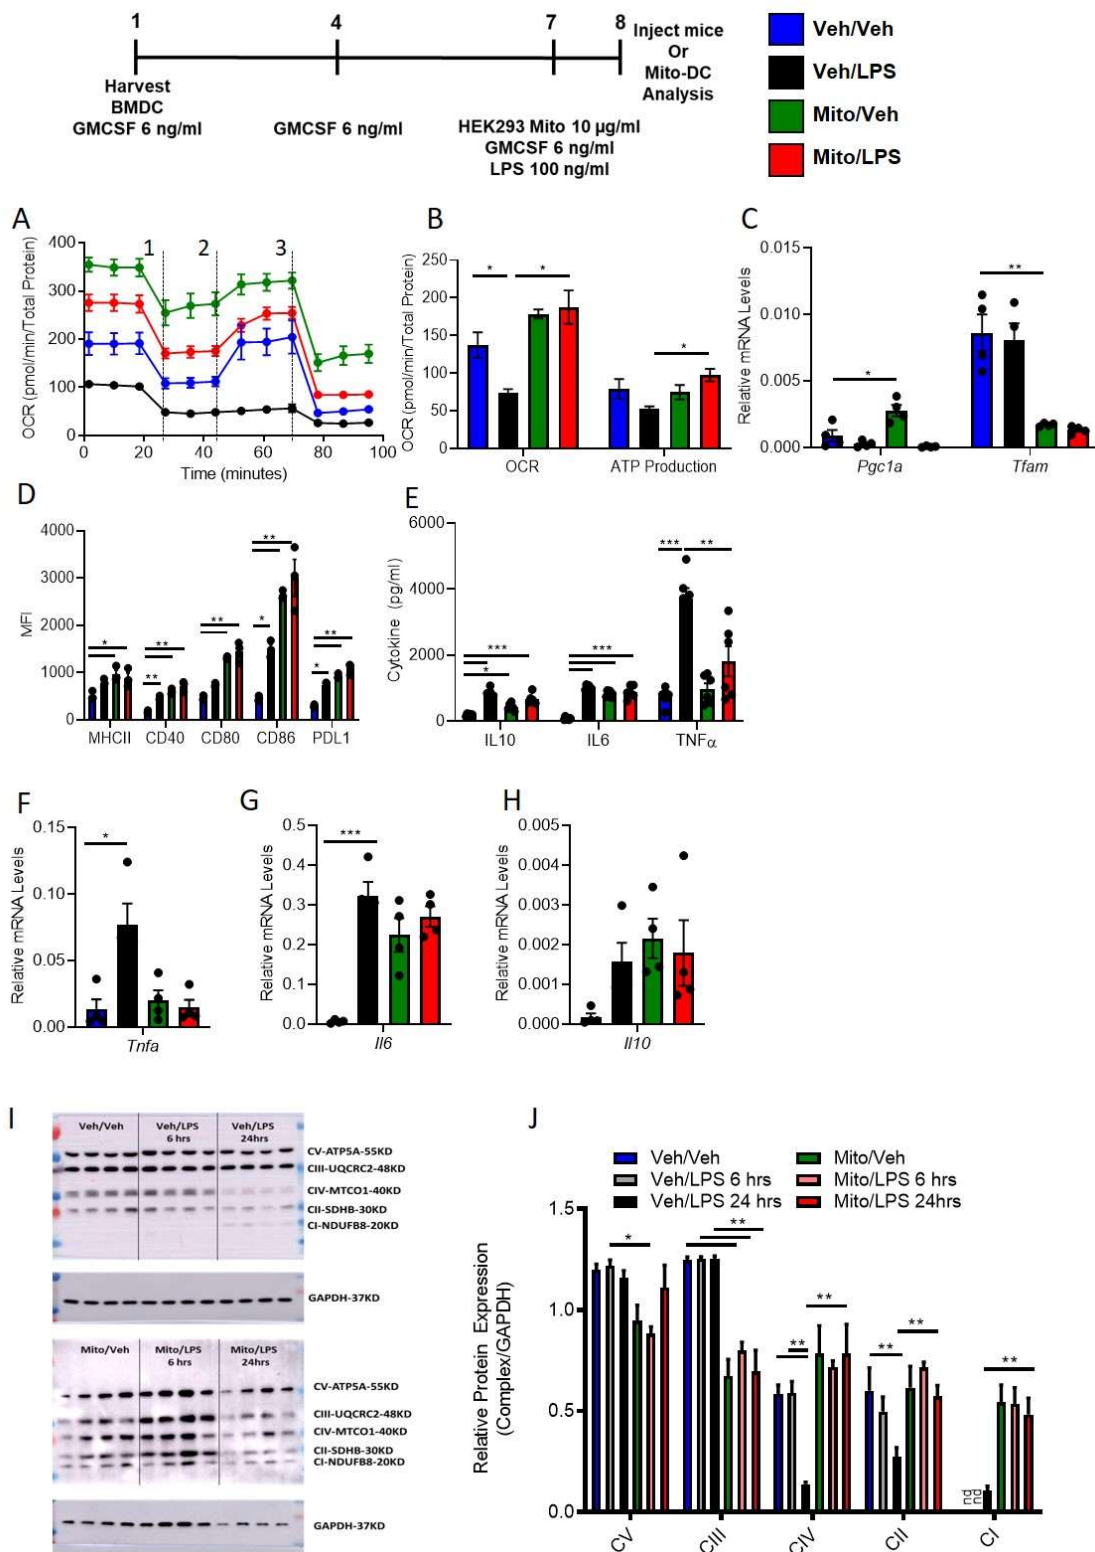 1
4
7
8
Inject mice
Or
Mito-DC
Analysis
Harvest
BMDC
GMCSF 6 ng/ml
GMCSF 6 ng/ml
HEK293 Mito 10 µg/ml
GMCSF 6 ng/ml
LPS 100 ng/ml
Veh/Veh
Veh/LPS
Mito/Veh
Mito/LPS
A
OCR (pmol/min/Total Protein)
400
300
200
100
0
1
2
3
0
20
40
60
80
100
Time (minutes)
B
OCR (pmol/min/Total Protein)
250
200
150
100
50
0
*
*
*
OCR
ATP Production
C
Relative mRNA Levels
0.015
0.010
0.005
0.000
*
**
Pgc1a
Tfam
D
MFI
4000
3000
2000
1000
0
*
**
**
**
**
*
**
*
MHCII
CD40
CD80
CD86
PDL1
E
Cytokine (pg/ml)
6000
4000
2000
0
***
*
***
***
**
IL10
IL6
TNFα
F
Relative mRNA Levels
0.15
0.10
0.05
0.00
*
Tnfa
G
Relative mRNA Levels
0.5
0.4
0.3
0.2
0.1
0.0
***
Il6
H
Relative mRNA Levels
0.005
0.004
0.003
0.002
0.001
0.000
Il10
I
Veh/Veh
Veh/LPS
6 hrs
Veh/LPS
24hrs
CV-ATP5A-55KD
CIII-UQCRC2-48KD
CIV-MTCO1-40KD
CII-SDHB-30KD
CI-NDUFB8-20KD
GAPDH-37KD
Mito/Veh
Mito/LPS
6 hrs
Mito/LPS
24hrs
CV-ATP5A-55KD
CIII-UQCRC2-48KD
CIV-MTCO1-40KD
CII-SDHB-30KD
CI-NDUFB8-20KD
GAPDH-37KD
J
Veh/Veh
Veh/LPS 6 hrs
Veh/LPS 24 hrs
Mito/Veh
Mito/LPS 6 hrs
Mito/LPS 24hrs
Relative Protein Expression
(Complex/GAPDH)
1.5
1.0
0.5
0.0
*
**
**
**
**
**
**
nd
nd
CV
CIII
CIV
CII
CI